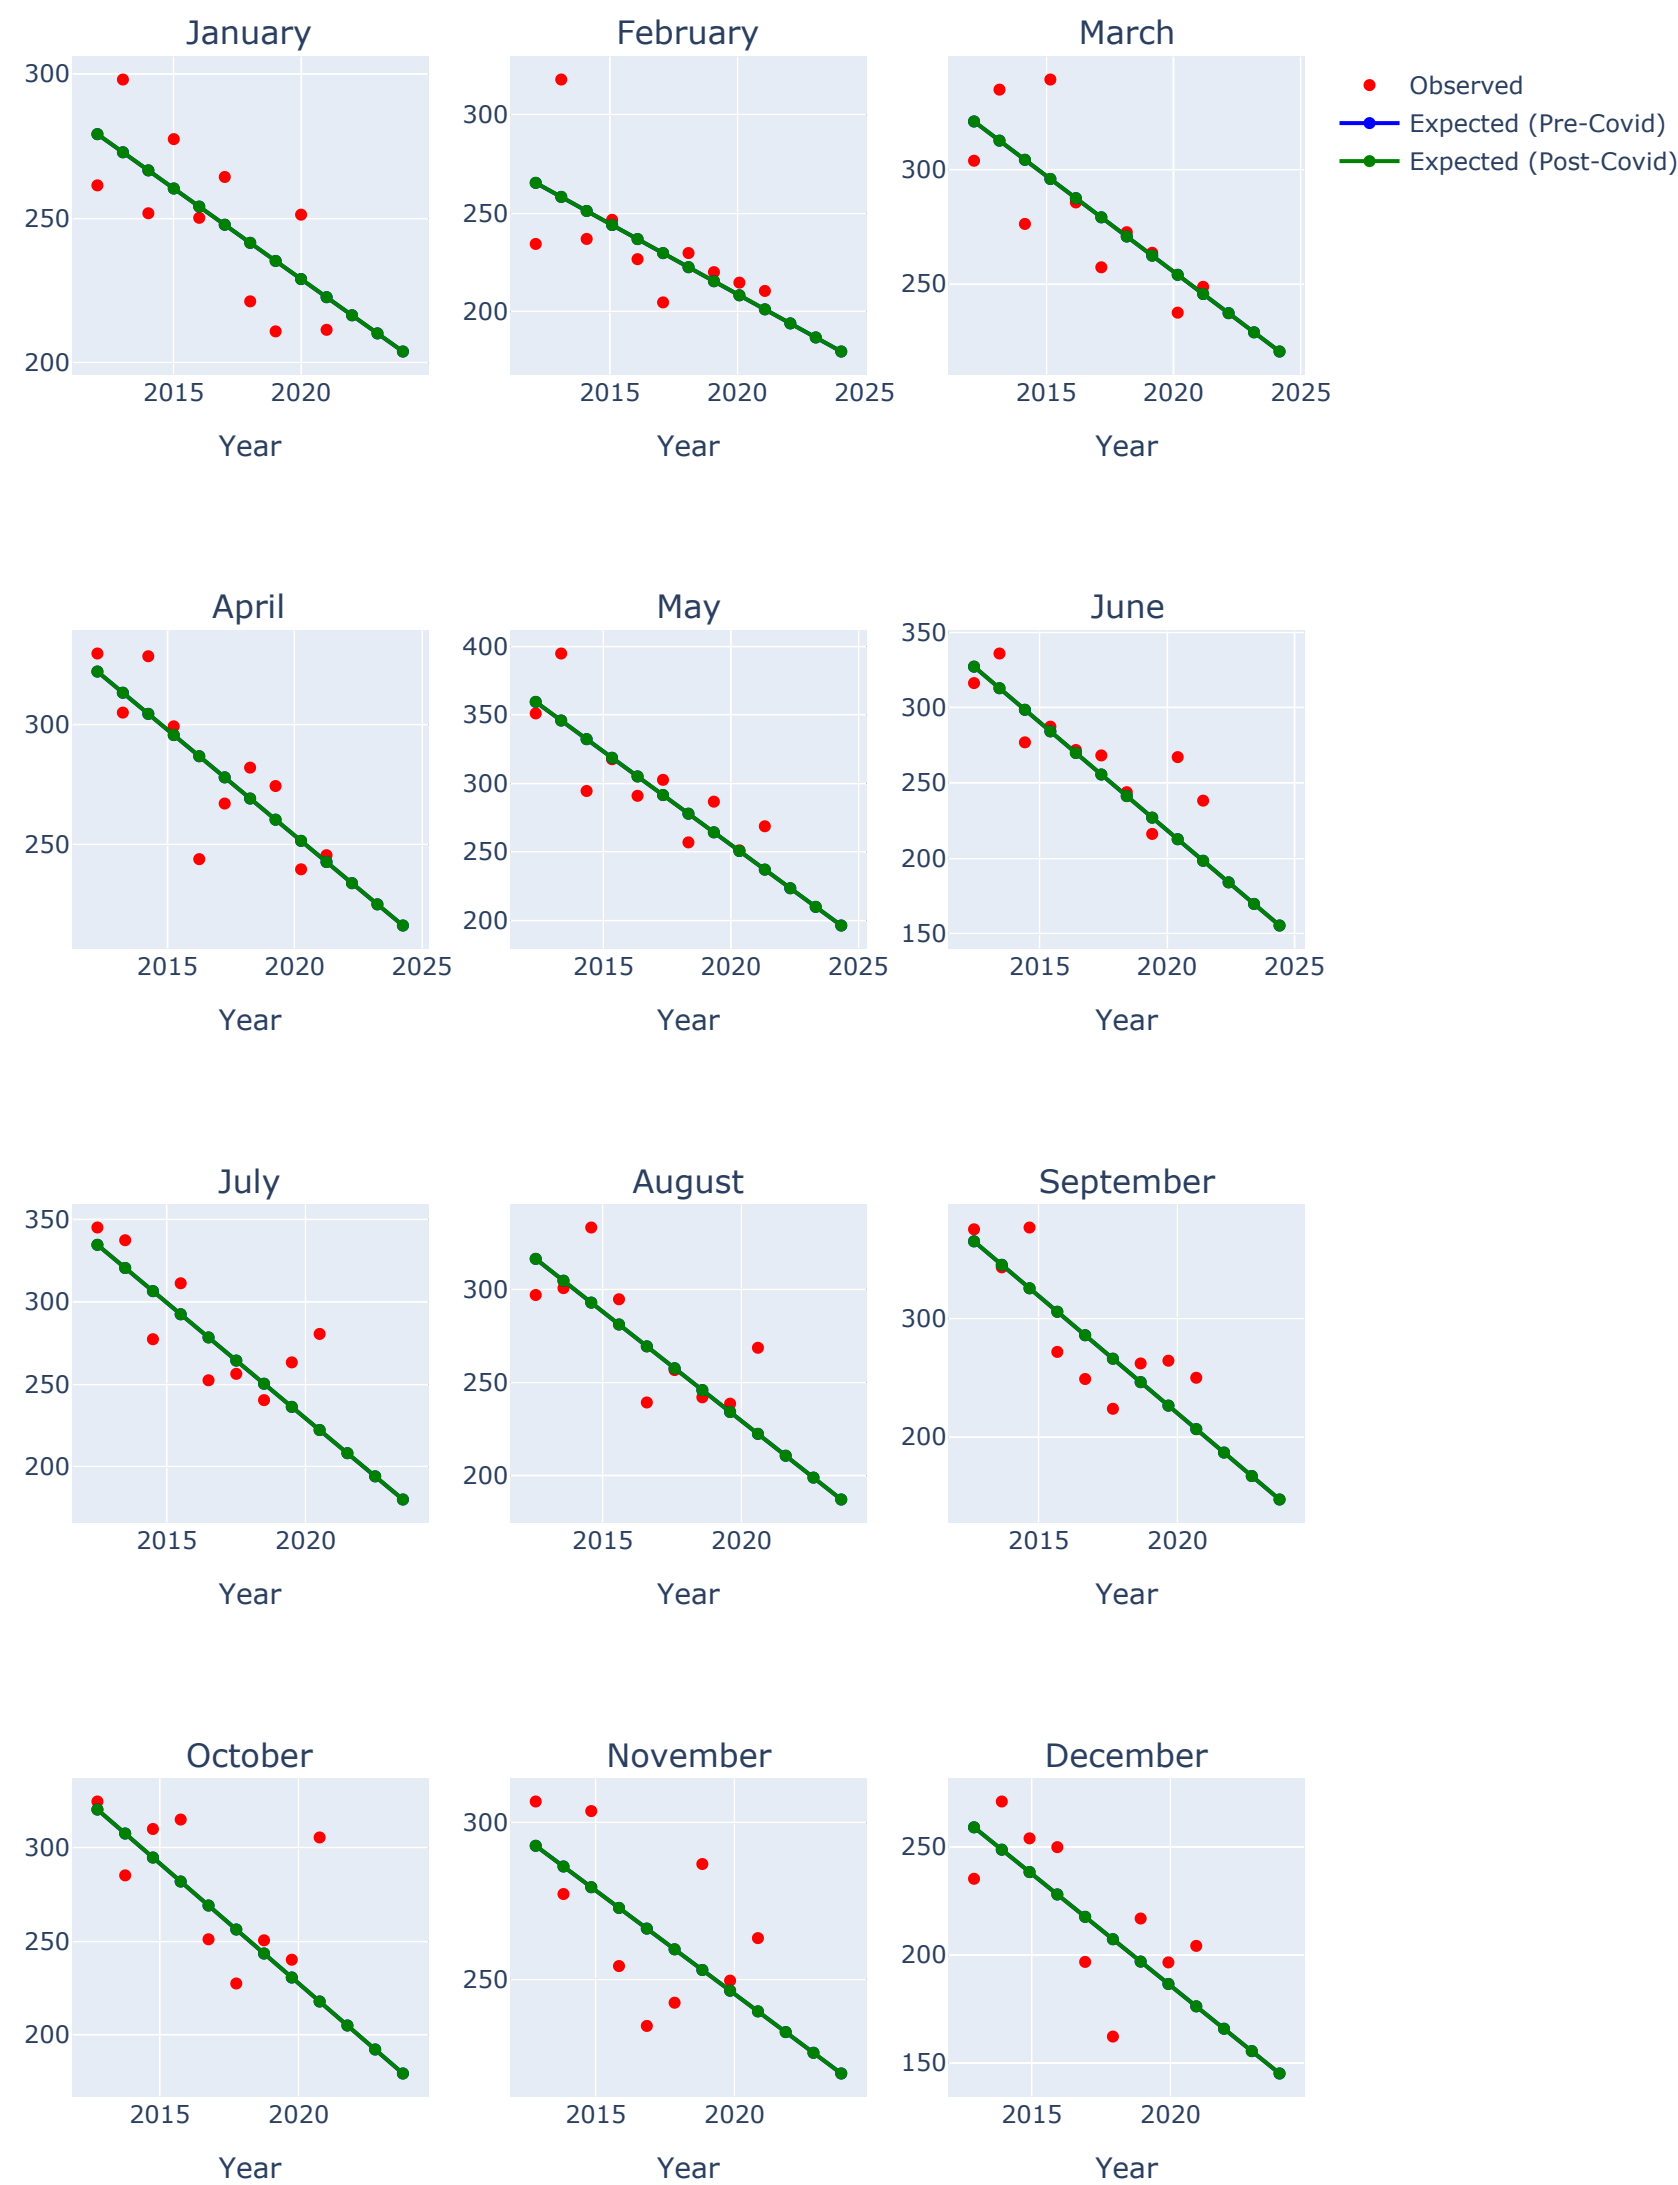 January
February
March
300
250
200
2015
2020
Year
300
250
200
2015
2020
2025
Year
300
250
2015
2020
2025
Year
Observed
Expected (Pre-Covid)
Expected (Post-Covid)
April
May
June
300
250
2015
2020
2025
Year
400
350
300
250
200
2015
2020
2025
Year
350
300
250
200
150
2015
2020
2025
Year
July
August
September
350
300
250
200
2015
2020
Year
300
250
200
2015
2020
Year
300
200
2015
2020
Year
October
November
December
300
250
200
2015
2020
Year
300
250
2015
2020
Year
250
200
150
2015
2020
Year